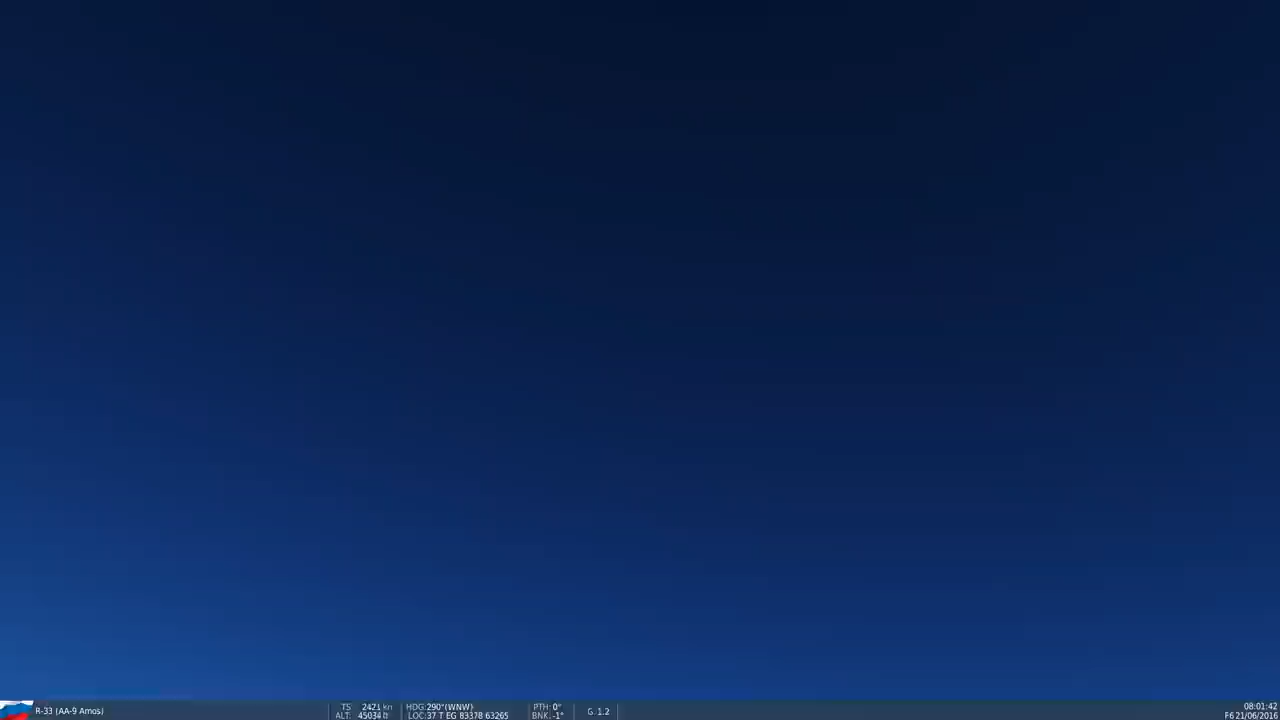 R-33 (AA-9 Amos)
TS 2421 kn
ALT: 45034 ft
HDG:290°(WNW)
LOC:37 T EG 83378 63265
PTH: 0°
BNK:-1°
G 1.2
08:01:42
F6 21/06/2016